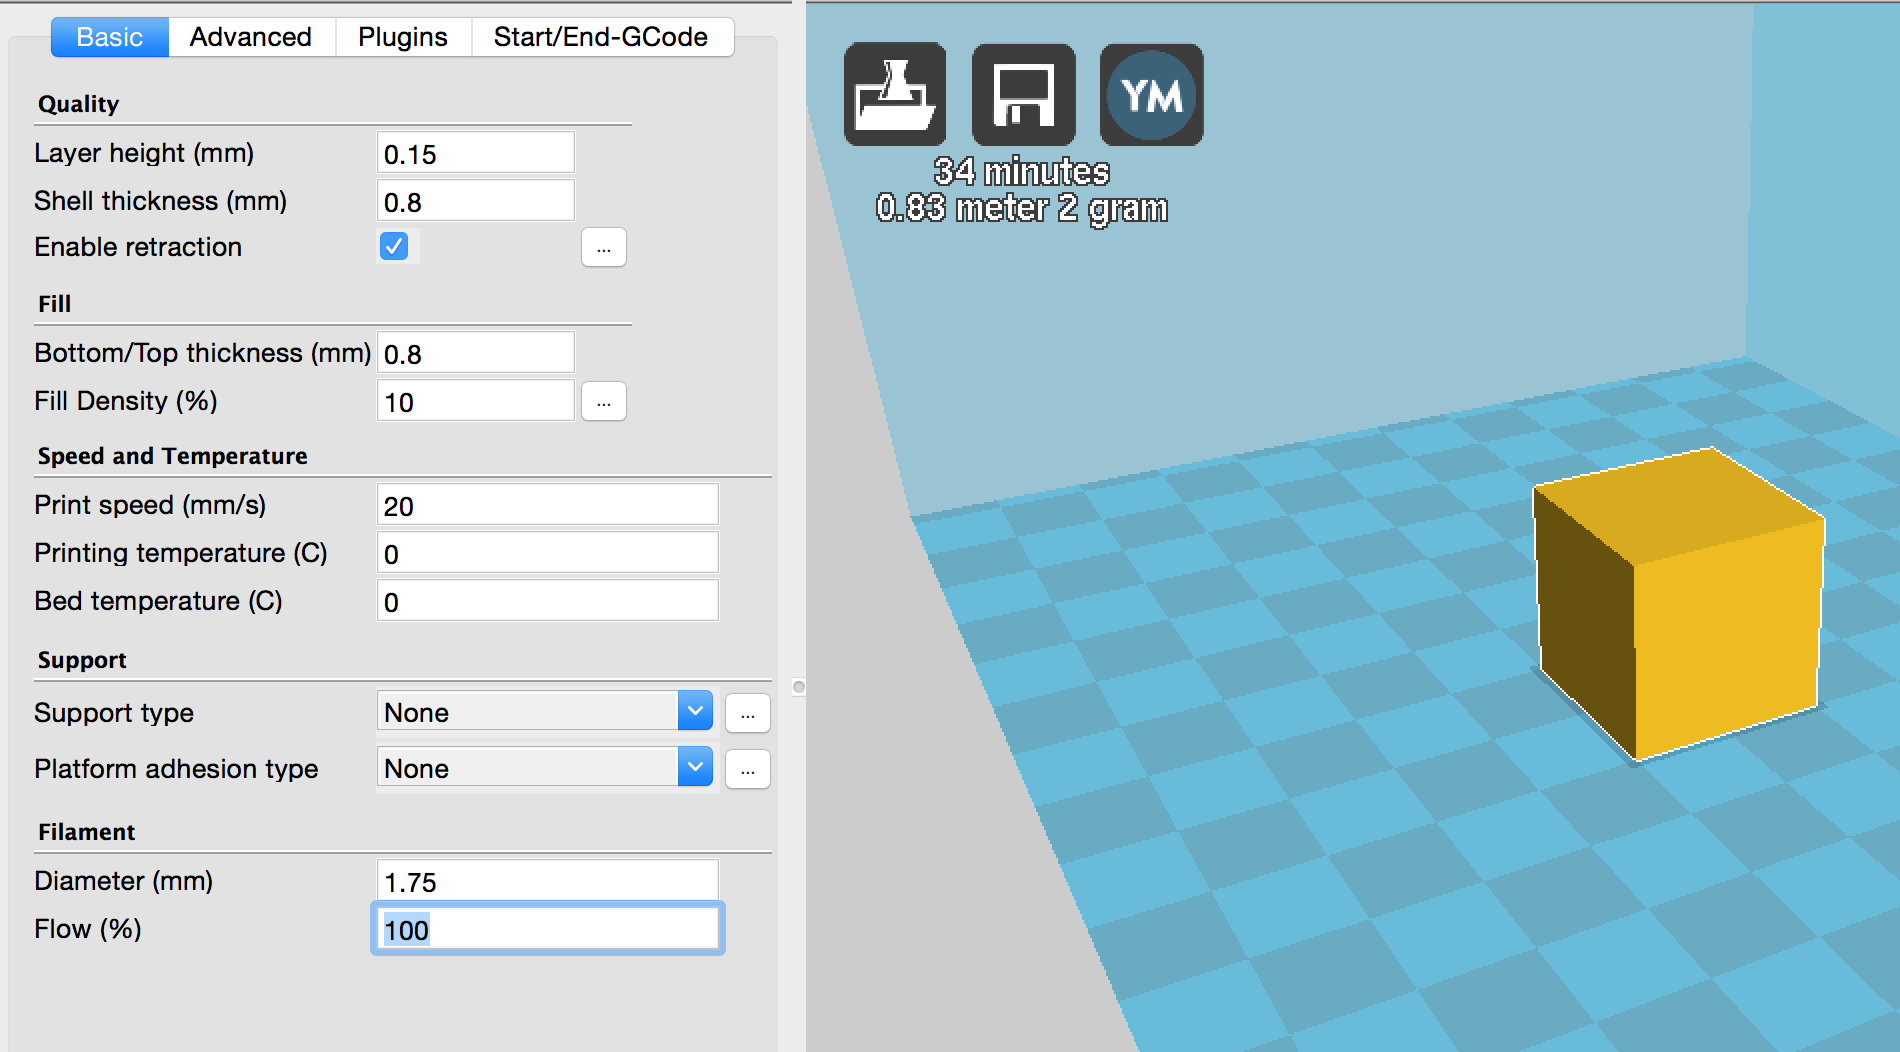 Basic Advanced Plugins Start/End-GCode
Quality
Layer height (mm) 0.15
Shell thickness (mm) 0.8
Enable retraction ...
Fill
Bottom/Top thickness (mm) 0.8
Fill Density (%) 10 ...
Speed and Temperature
Print speed (mm/s) 20
Printing temperature (C) 0
Bed temperature (C) 0
Support
Support type None ...
Platform adhesion type None ...
Filament
Diameter (mm) 1.75
Flow (%) 100
YM
34 minutes
0.83 meter 2 gram